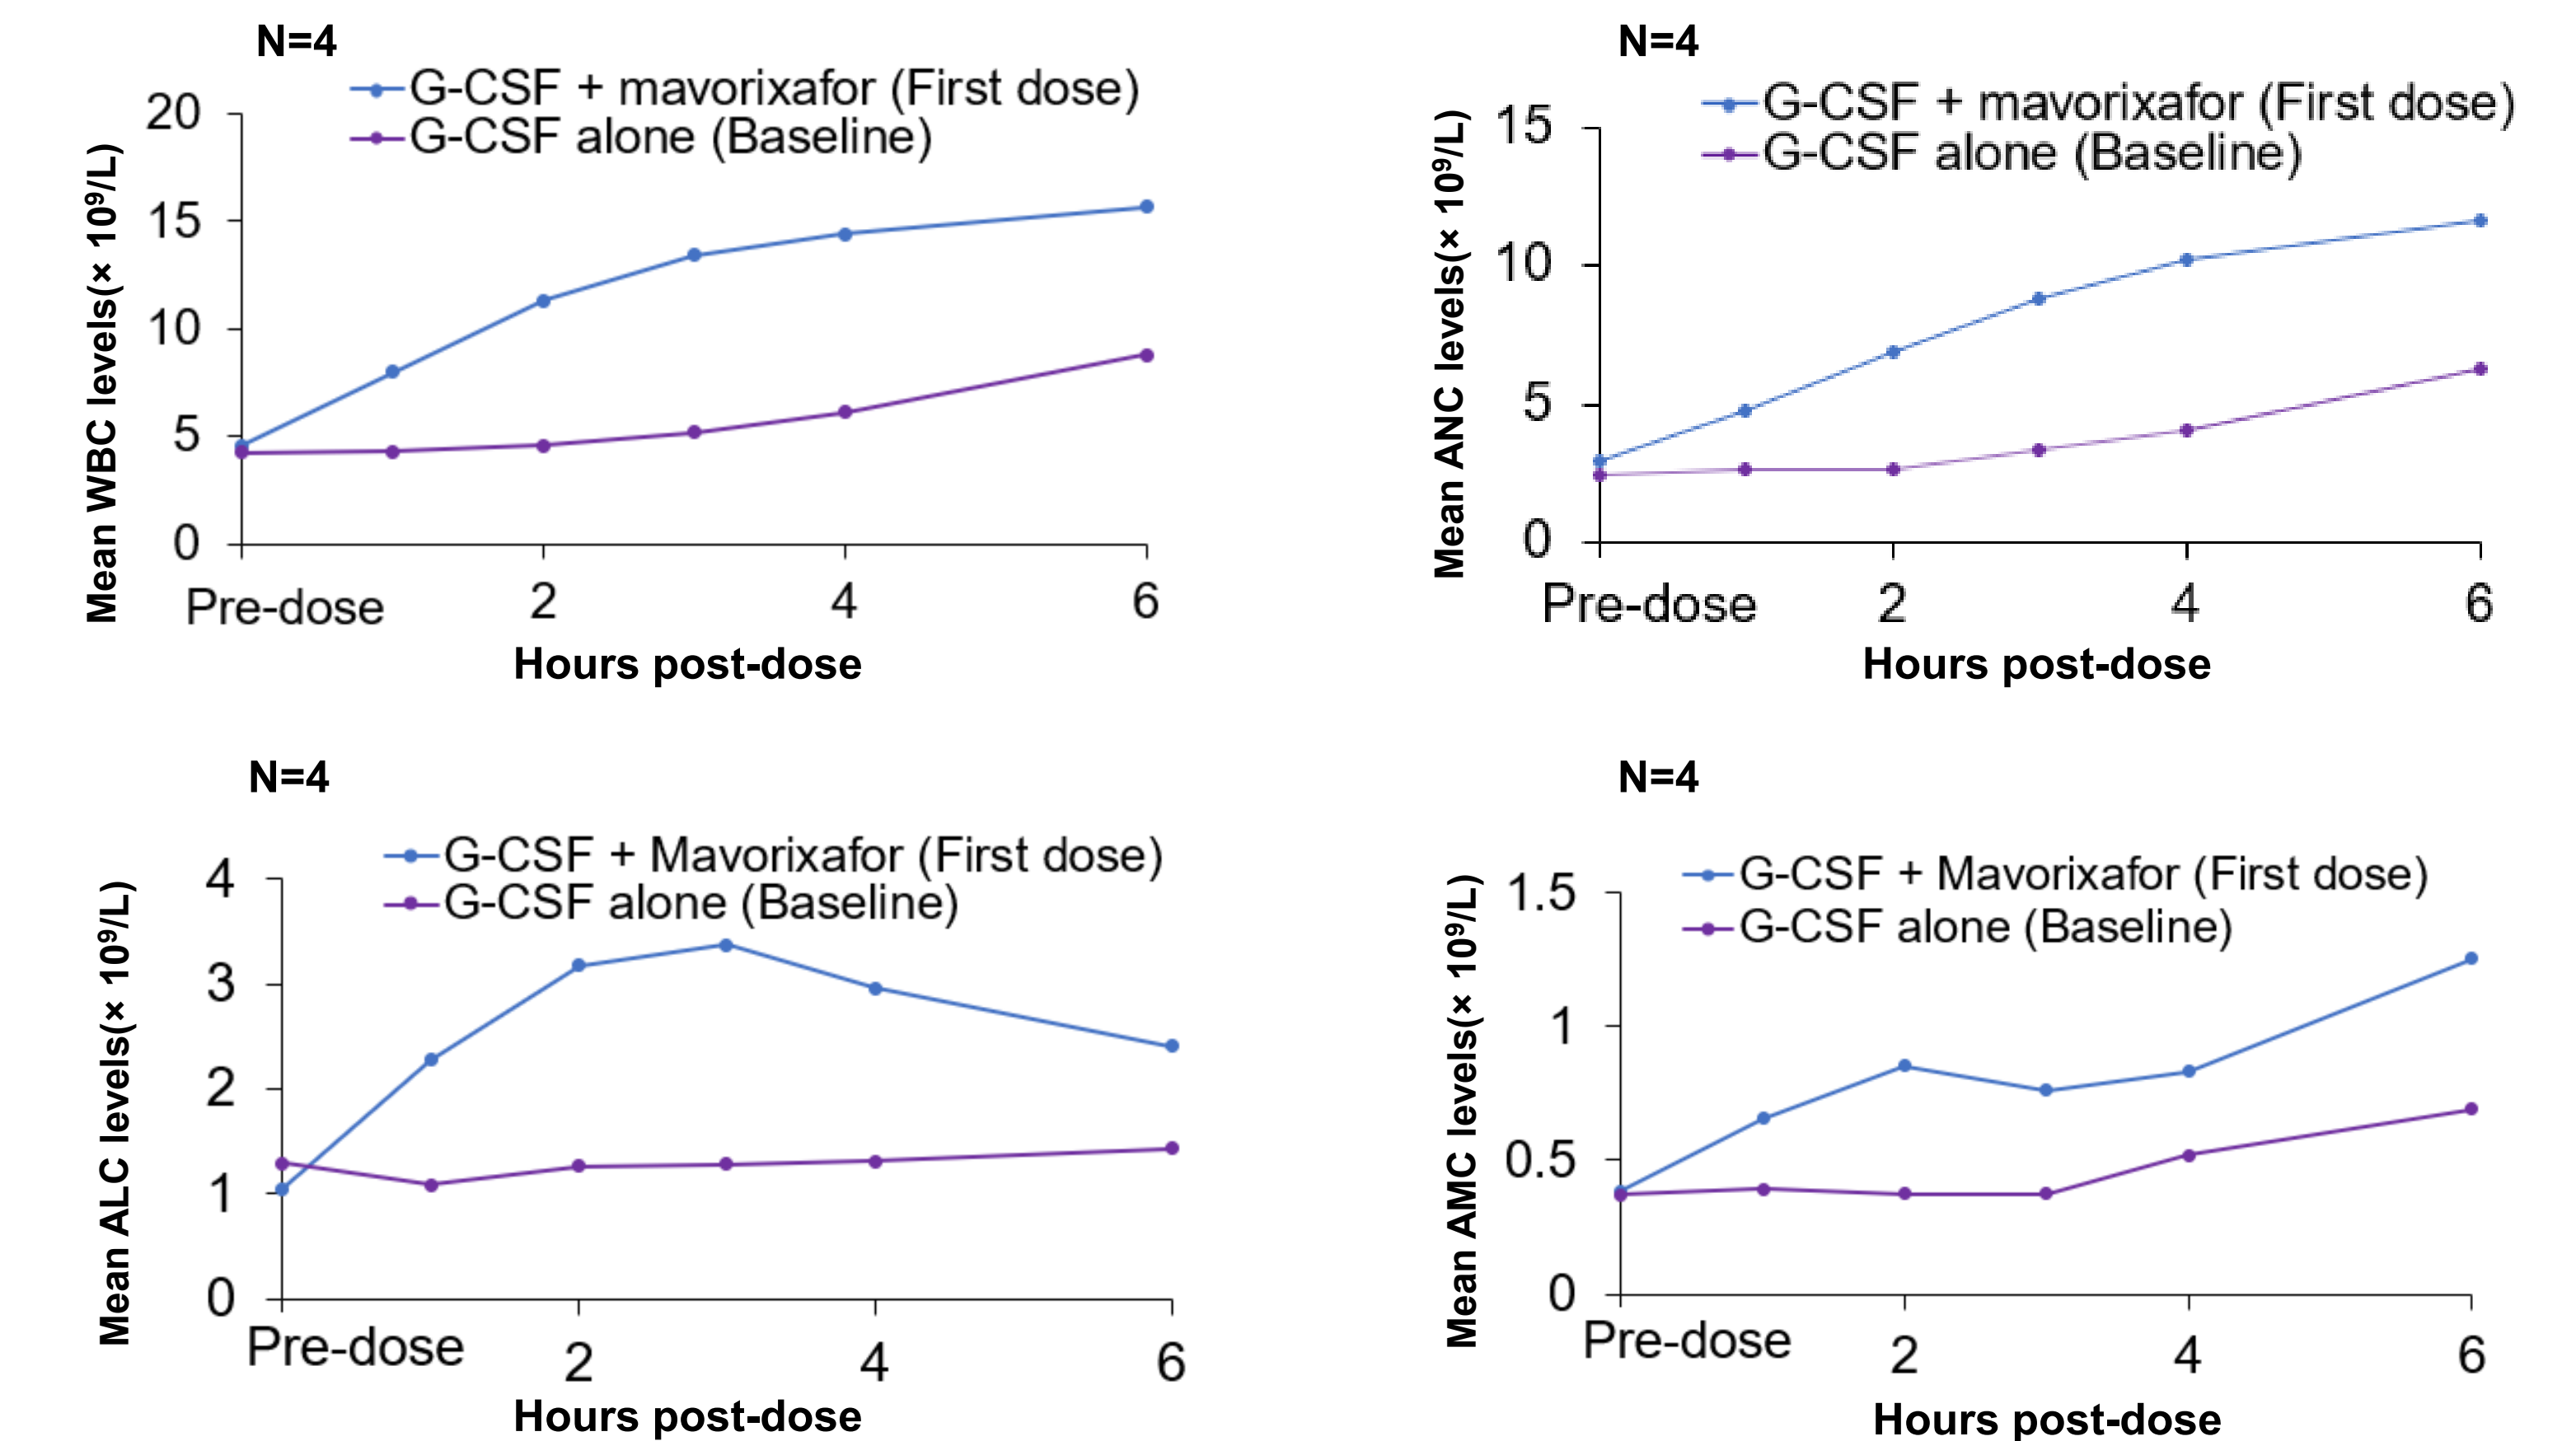 N=4
G-CSF + mavorixafor (First dose)
G-CSF alone (Baseline)
Mean WBC levels(× 10⁹/L)
20
15
10
5
0
Pre-dose 2 4 6
Hours post-dose
N=4
G-CSF + mavorixafor (First dose)
G-CSF alone (Baseline)
Mean ANC levels(× 10⁹/L)
15
10
5
0
Pre-dose 2 4 6
Hours post-dose
N=4
G-CSF + Mavorixafor (First dose)
G-CSF alone (Baseline)
Mean ALC levels(× 10⁹/L)
4
3
2
1
0
Pre-dose 2 4 6
Hours post-dose
N=4
G-CSF + Mavorixafor (First dose)
G-CSF alone (Baseline)
Mean AMC levels(× 10⁹/L)
1.5
1
0.5
0
Pre-dose 2 4 6
Hours post-dose